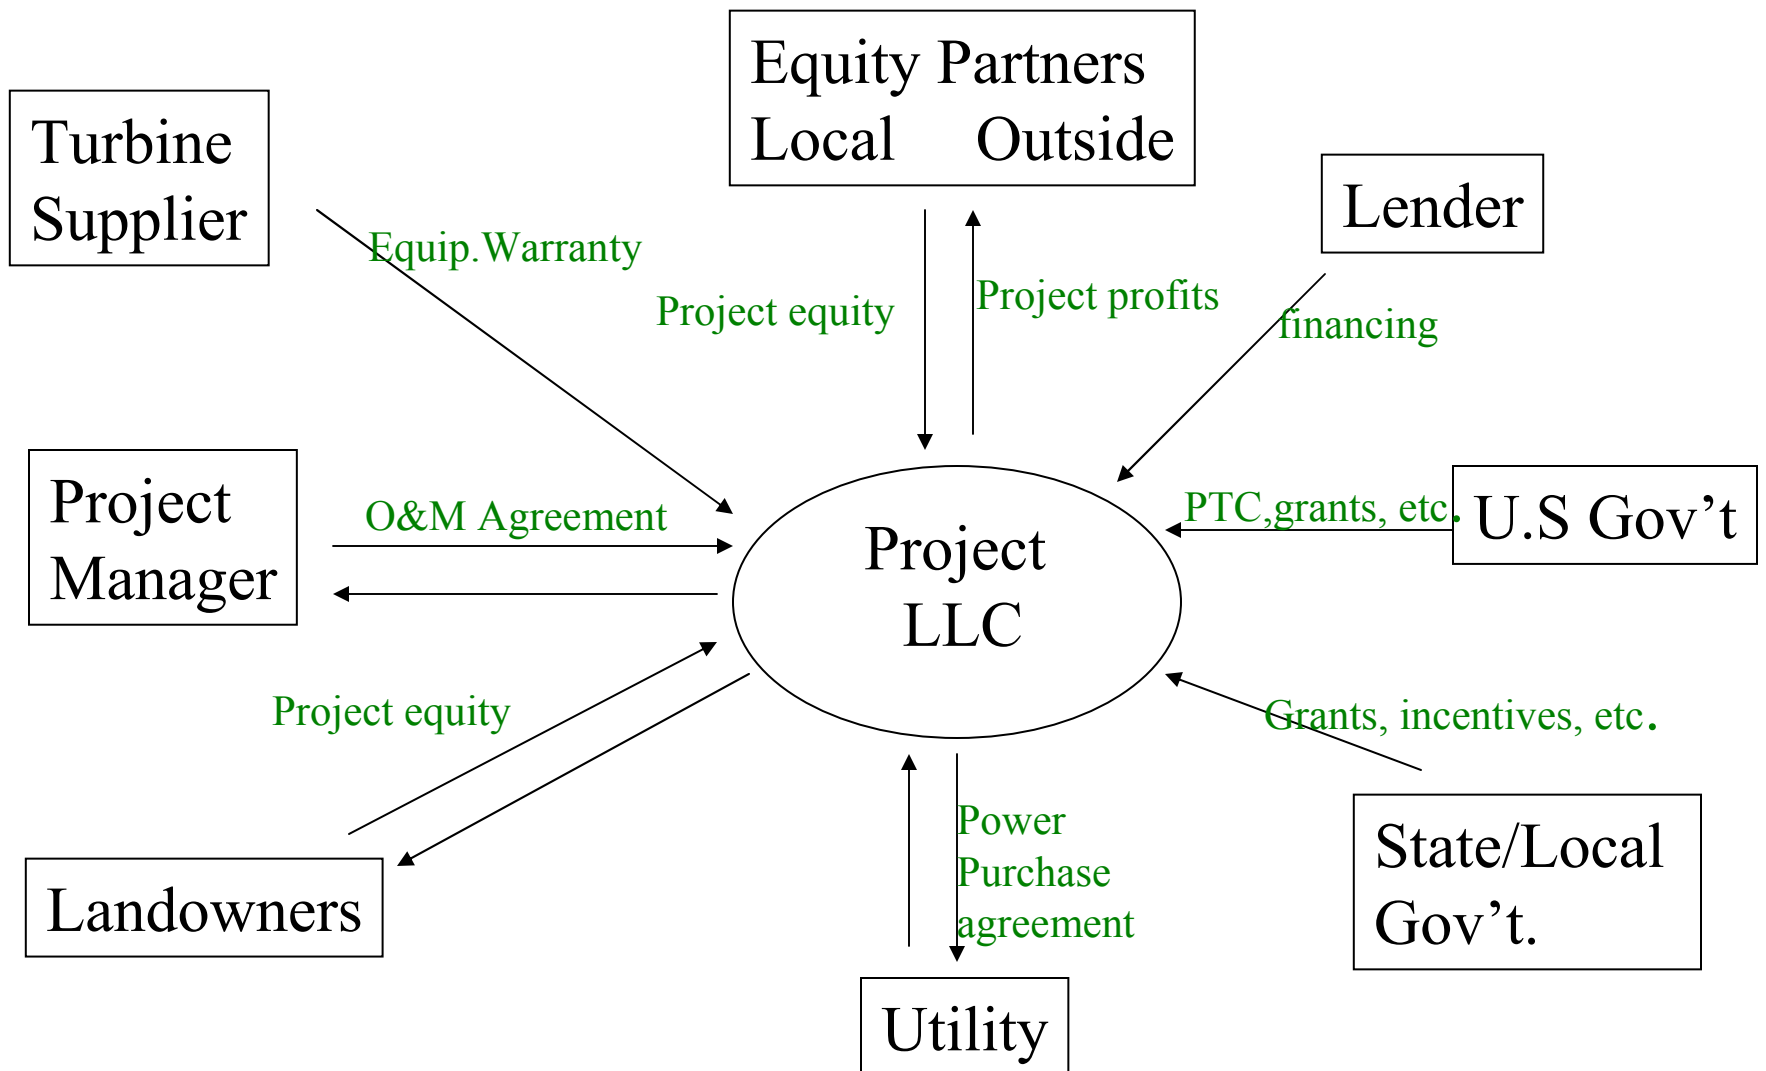 Equity Partners
Local Outside
Turbine
Supplier
Lender
Equip.Warranty
Project equity
Project profits
financing
Project
Manager
O&M Agreement
PTC,grants, etc.
U.S Gov’t
Project
LLC
Project equity
Grants, incentives, etc.
Landowners
Power
Purchase
agreement
State/Local
Gov’t.
Utility